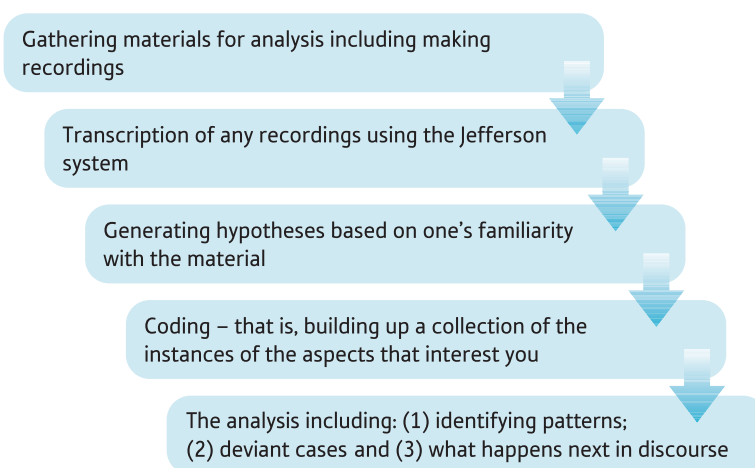 Gathering materials for analysis including making
recordings
Transcription of any recordings using the Jefferson
system
Generating hypotheses based on one’s familiarity
with the material
Coding – that is, building up a collection of the
instances of the aspects that interest you
The analysis including: (1) identifying patterns;
(2) deviant cases and (3) what happens next in discourse